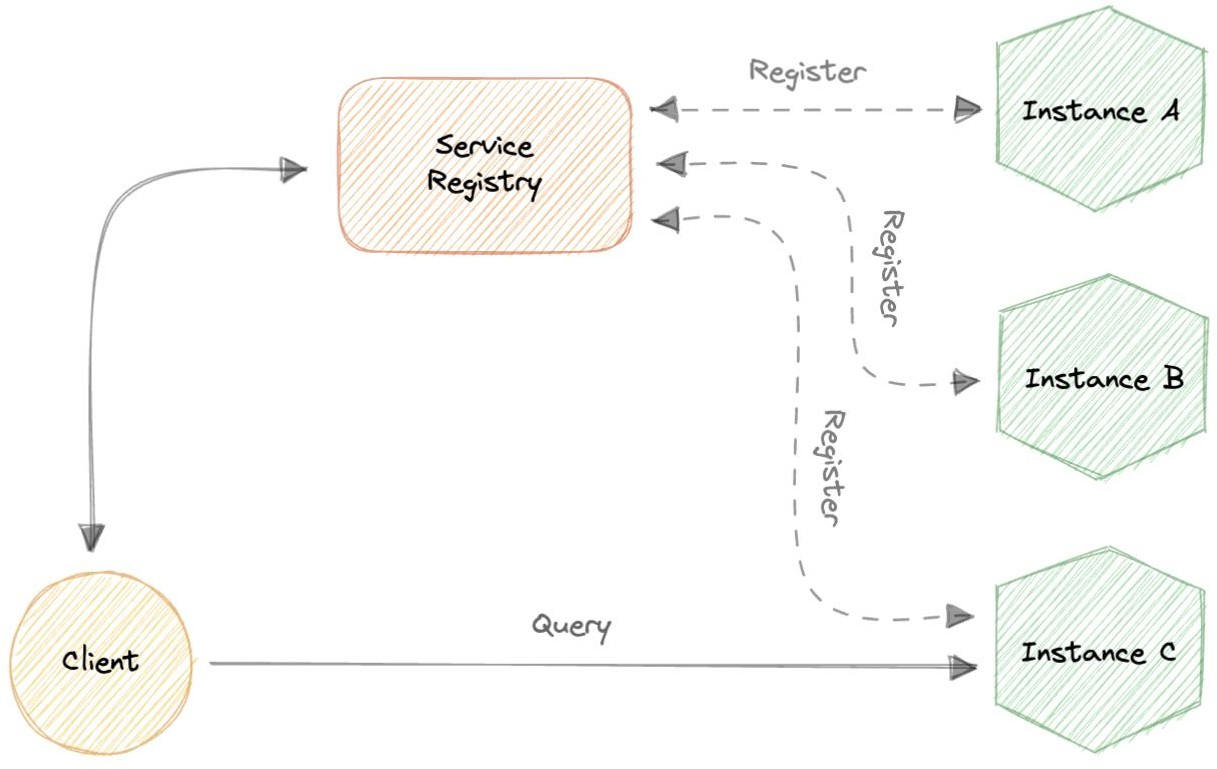 Register
Instance A
Service
Registry
Register
Instance B
Register
Query
Client
Instance C